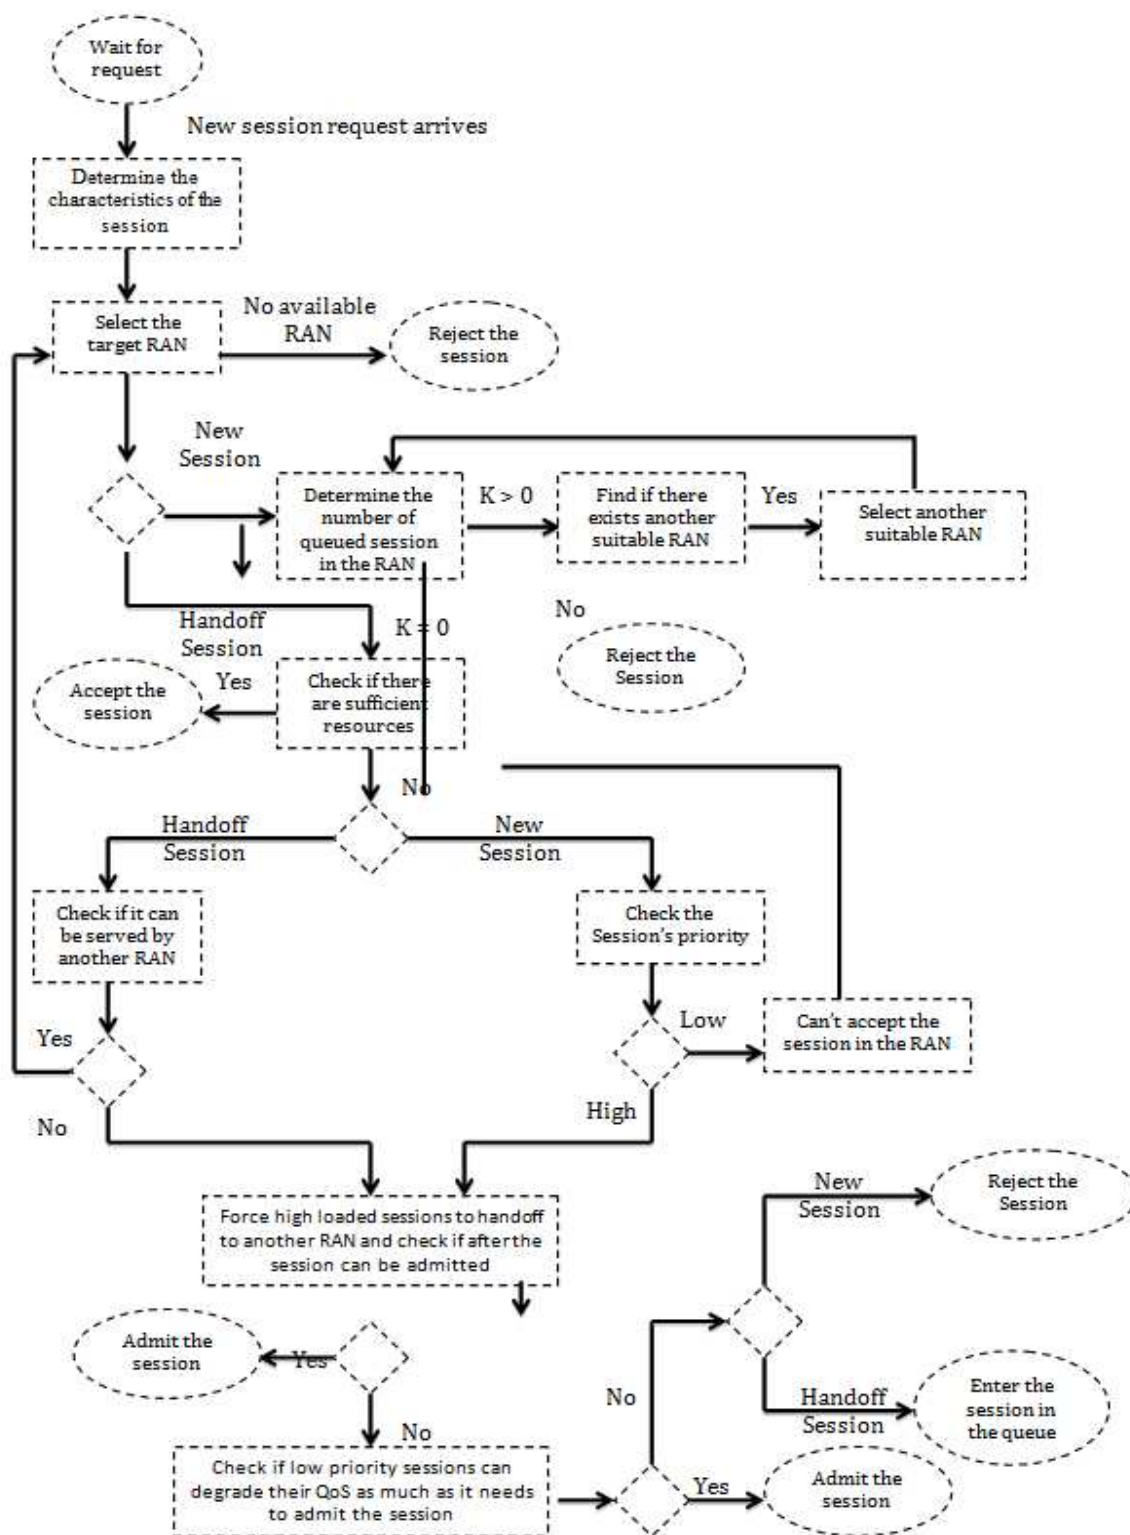 Wait for
request
New session request arrives
Determine the
characteristics of the
session
Select the
target RAN
No available
RAN
Reject the
session
New
Session
Determine the
number of
queued session
in the RAN
K > 0
Find if there
exists another
suitable RAN
Yes
Select another
suitable RAN
Handoff
Session
K = 0
No
Reject the
Session
Accept the
session
Yes
Check if there
are sufficient
resources
No
Handoff
Session
New
Session
Check if it can
be served by
another RAN
Check the
Session's priority
Yes
Low
Can't accept the
session in the RAN
No
High
Force high loaded sessions to handoff
to another RAN and check if after the
session can be admitted
New
Session
Reject the
Session
Admit the
session
Yes
No
No
Handoff
Session
Enter the
session in
the queue
Check if low priority sessions can
degrade their QoS as much as it needs
to admit the session
Yes
Admit the
session